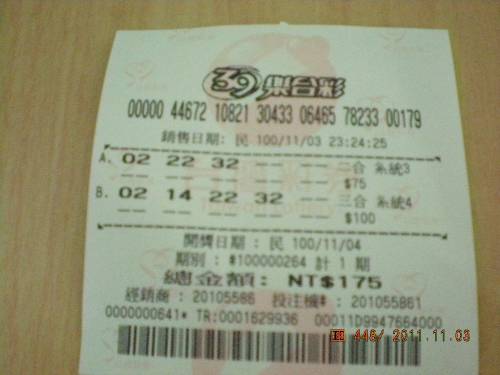 39樂合彩
00000 44672 10821 30433 06465 78233 00179
銷售日期: 民 100/11/03 23:24:25
A. 02 22 32 -- -- -- 二合 系統3
-- -- -- -- -- -- $75
B. 02 14 22 32 -- -- 三合 系統4
-- -- -- -- -- -- $100
開獎日期 : 民 100/11/04
期別 : #100000264 計 1 期
總金額: NT$175
經銷商 : 20105586 投注機# : 201055861
0000000641* TR:0001629936 00011D9947664000
448/ 2011.11.03